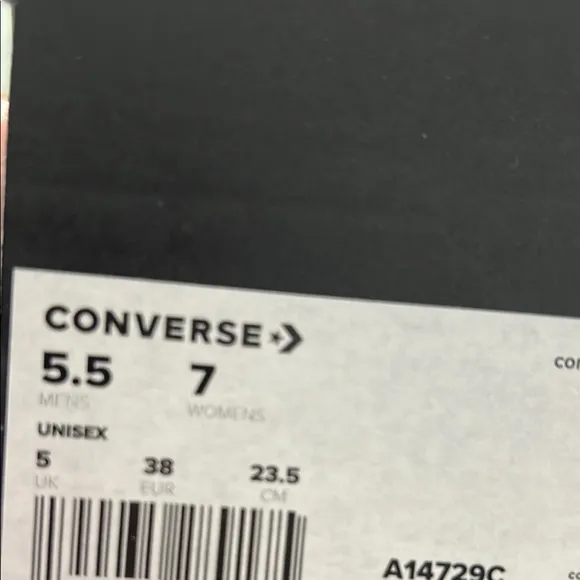 CONVERSE
5.5 7
MENS WOMENS
UNISEX
5 38 23.5
UK EUR CM
A14729C